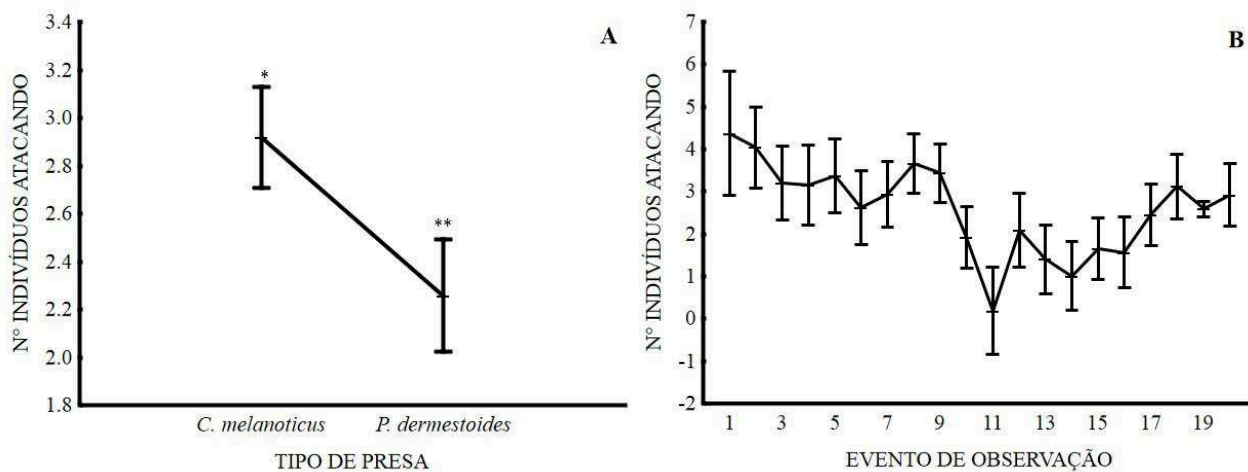 A
N° INDIVÍDUOS ATACANDO
3.4
3.2
3.0
2.8
2.6
2.4
2.2
2.0
1.8
*
**
C. melanoticus P. dermestoides
TIPO DE PRESA
B
N° INDIVÍDUOS ATACANDO
7
6
5
4
3
2
1
0
-1
-2
1 3 5 7 9 11 13 15 17 19
EVENTO DE OBSERVAÇÃO